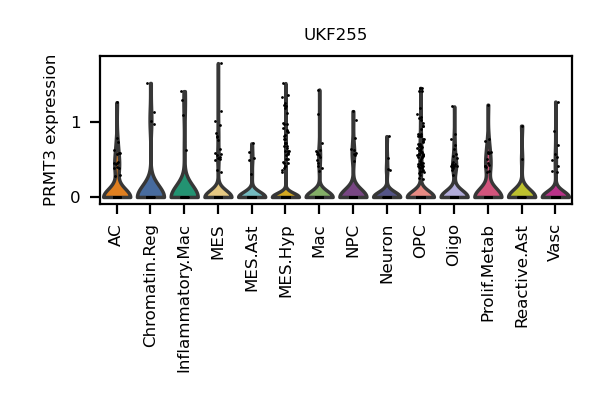 UKF255
PRMT3 expression
1
0
AC
Chromatin.Reg
Inflammatory.Mac
MES
MES.Ast
MES.Hyp
Mac
NPC
Neuron
OPC
Oligo
Prolif.Metab
Reactive.Ast
Vasc